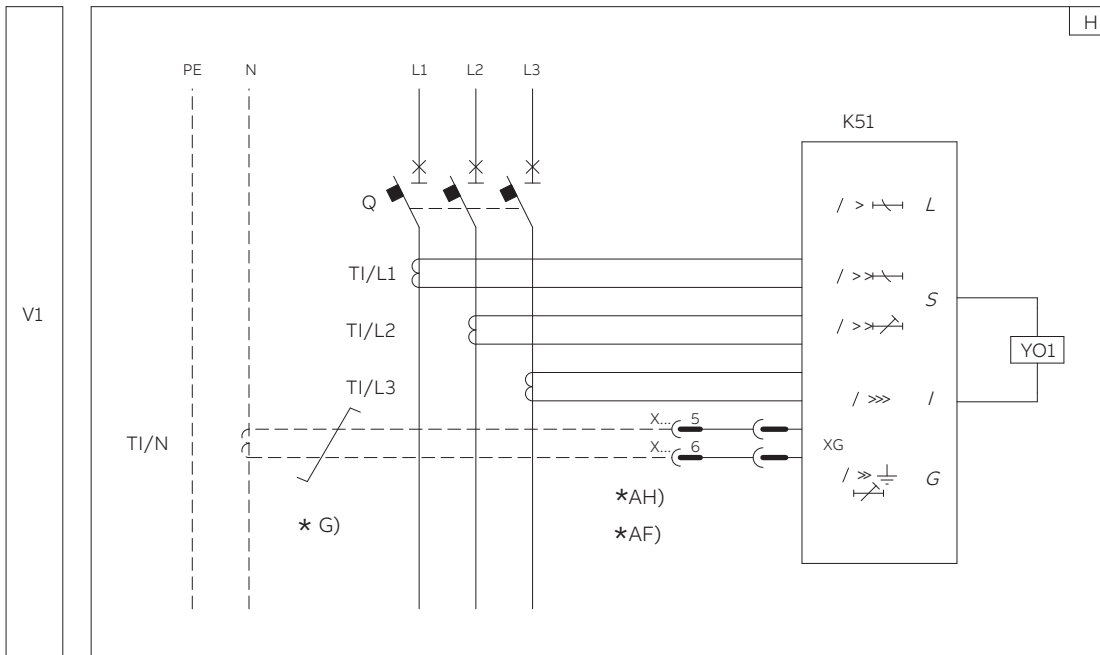 H
PE N L1 L2 L3
K51
Q
/ > L
TI/L1
/ >>
S
V1
TI/L2
/ >>
YO1
TI/L3
/ >>> I
X... 5
TI/N
X... 6
XG
/ >> G
*AH)
* G)
*AF)